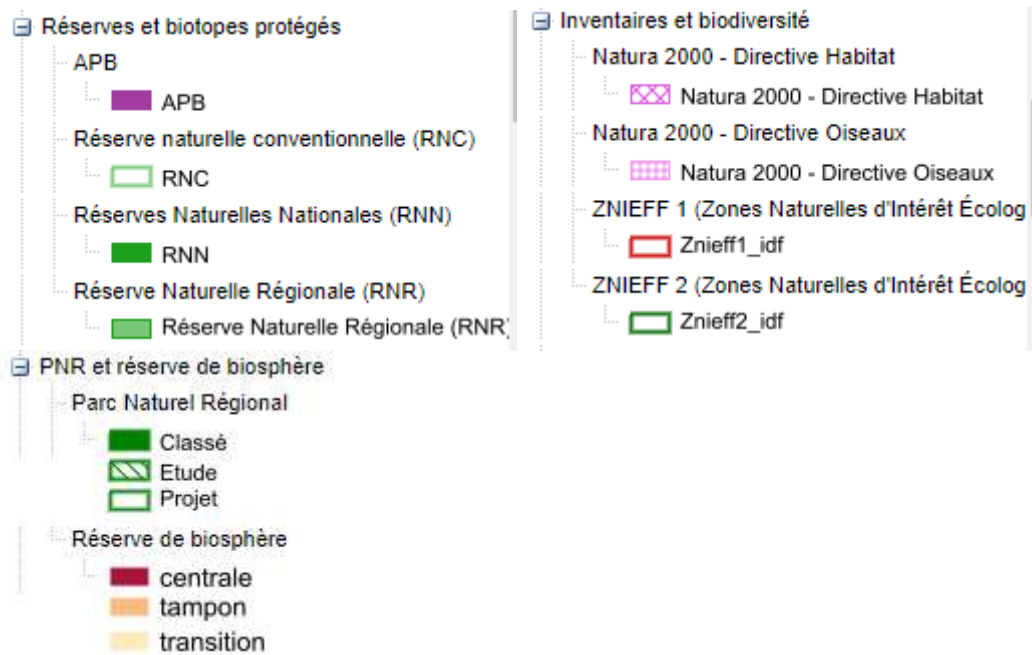 Réserves et biotopes protégés
APB
APB
Réserve naturelle conventionnelle (RNC)
RNC
Réserves Naturelles Nationales (RNN)
RNN
Réserve Naturelle Régionale (RNR)
Réserve Naturelle Régionale (RNR)
Inventaires et biodiversité
Natura 2000 - Directive Habitat
Natura 2000 - Directive Habitat
Natura 2000 - Directive Oiseaux
Natura 2000 - Directive Oiseaux
ZNIEFF 1 (Zones Naturelles d'Intérêt Écolog
Znieff1_idf
ZNIEFF 2 (Zones Naturelles d'Intérêt Écolog
Znieff2_idf
PNR et réserve de biosphère
Parc Naturel Régional
Classé
Etude
Projet
Réserve de biosphère
centrale
tampon
transition